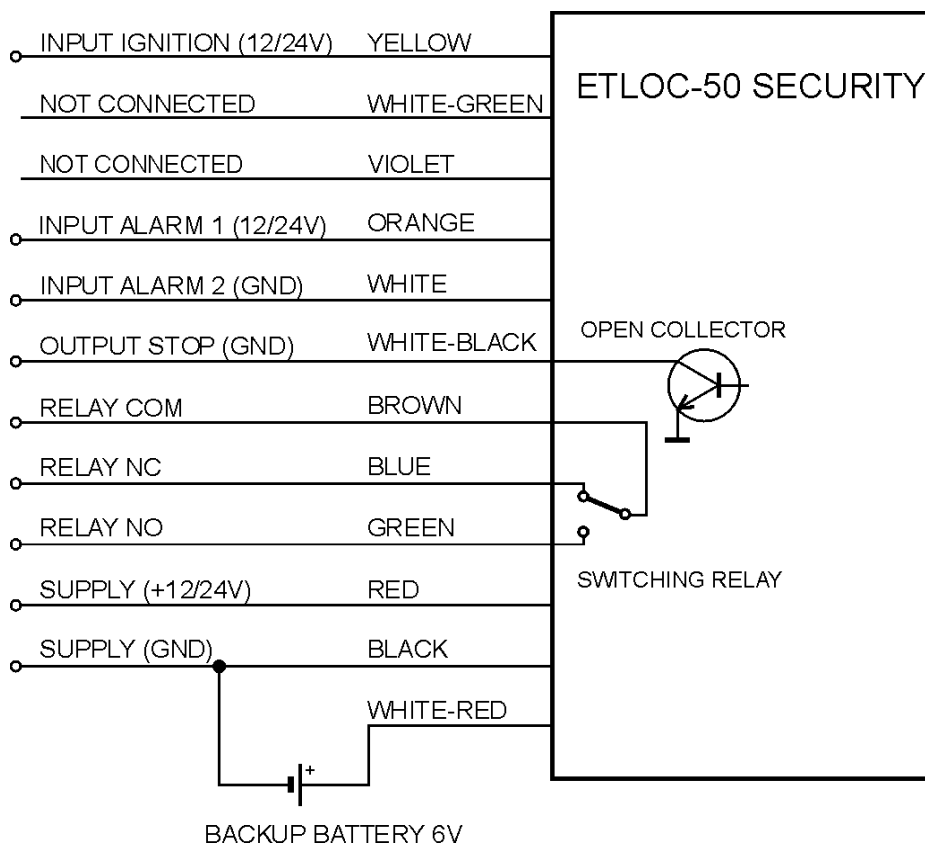 INPUT IGNITION (12/24V) YELLOW
ETLOC-50 SECURITY
NOT CONNECTED WHITE-GREEN
NOT CONNECTED VIOLET
INPUT ALARM 1 (12/24V) ORANGE
INPUT ALARM 2 (GND) WHITE
OUTPUT STOP (GND) WHITE-BLACK
OPEN COLLECTOR
RELAY COM BROWN
RELAY NC BLUE
RELAY NO GREEN
SWITCHING RELAY
SUPPLY (+12/24V) RED
SUPPLY (GND) BLACK
WHITE-RED
+
BACKUP BATTERY 6V